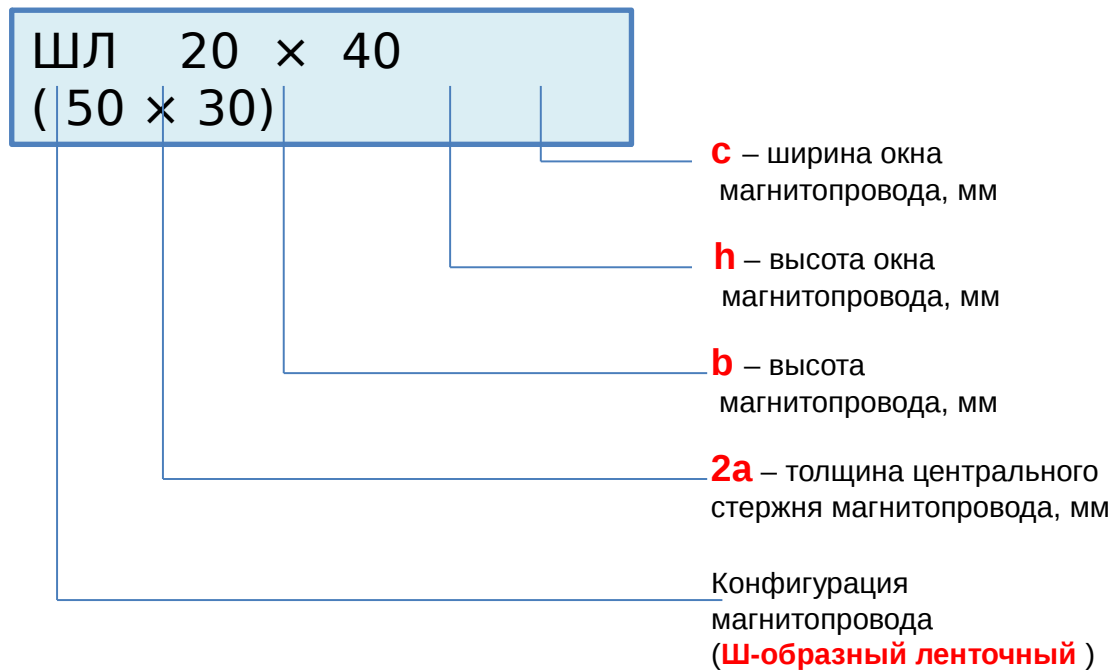 ШЛ 20 × 40
( 50 × 30)
c – ширина окна
магнитопровода, мм
h – высота окна
магнитопровода, мм
b – высота
магнитопровода, мм
2a – толщина центрального
стержня магнитопровода, мм
Конфигурация
магнитопровода
(Ш-образный ленточный )